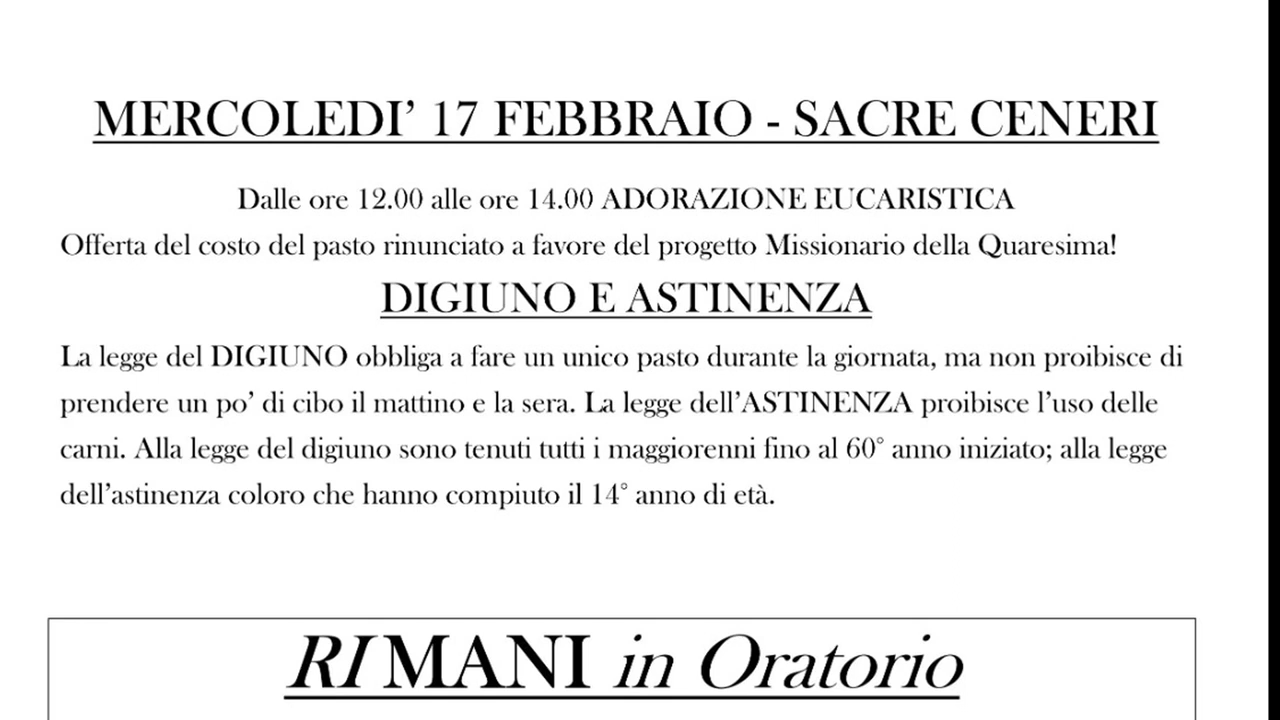 MERCOLEDI’ 17 FEBBRAIO - SACRE CENERI
Dalle ore 12.00 alle ore 14.00 ADORAZIONE EUCARISTICA
Offerta del costo del pasto rinunciato a favore del progetto Missionario della Quaresima!
DIGIUNO E ASTINENZA
La legge del DIGIUNO obbliga a fare un unico pasto durante la giornata, ma non proibisce di
prendere un po’ di cibo il mattino e la sera. La legge dell’ASTINENZA proibisce l’uso delle
carni. Alla legge del digiuno sono tenuti tutti i maggiorenni fino al 60° anno iniziato; alla legge
dell’astinenza coloro che hanno compiuto il 14° anno di età.
RIMANI in Oratorio